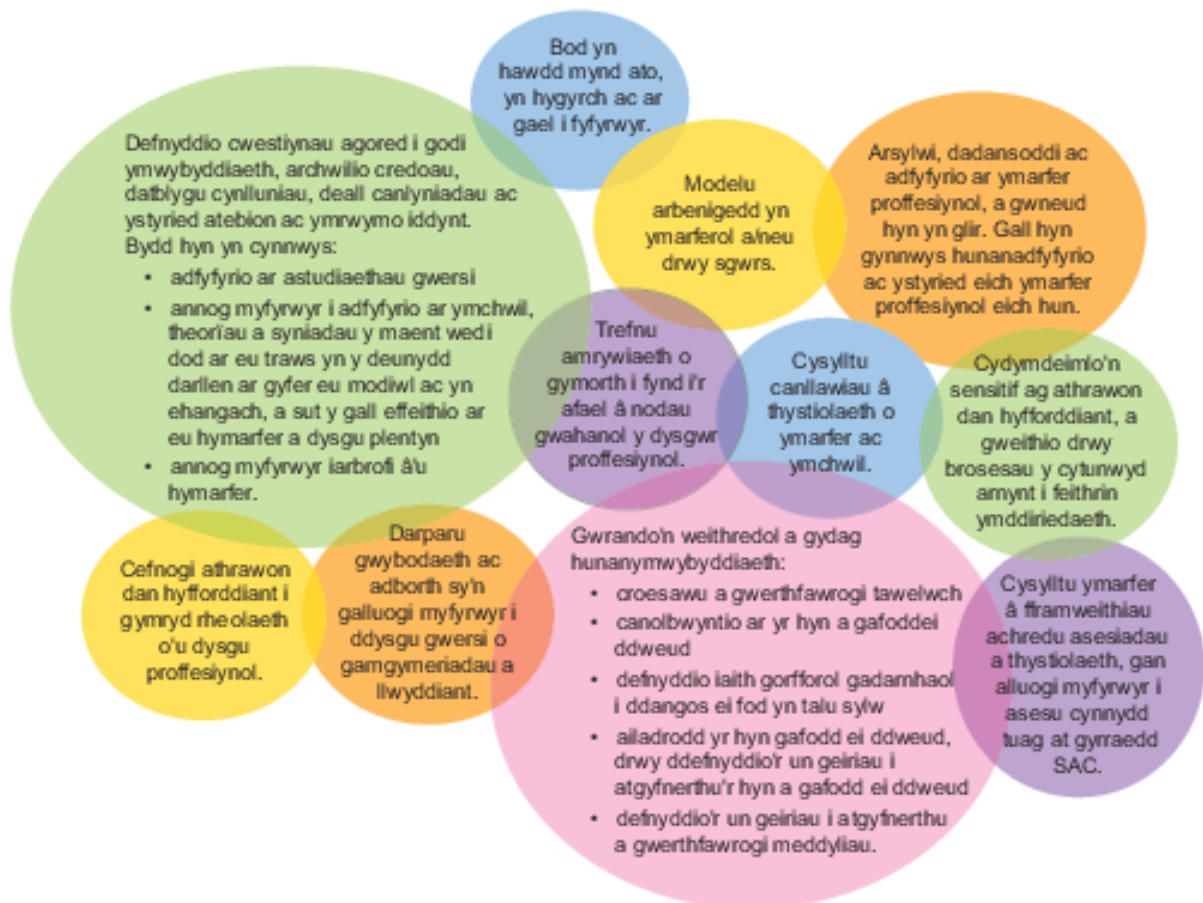 Bod yn
hawdd mynd ato,
yn hygyrch ac ar
gael i fyfyrwyr.
Defnyddio cwestiynau agored i godi
ymwybyddiaeth, archwilio credoau,
datblygu cynlluniau, deall canlyniadau ac
ystyried atebion ac ymrwymo iddynt.
Bydd hyn yn cynnwys:
• adfyfyrio ar astudiaethau gwersi
• annog myfyrwyr i adfyfyrio ar ymchwil,
theorïau a syniadau y maent wedi
dod ar eu traws yn y deunydd
darllen ar gyfer eu modiwl ac yn
ehangach, a sut y gall effeithio ar
eu hymarfer a dysgu plentyn
• annog myfyrwyr iarbrofi â'u
hymarfer.
Modelu
arbenigedd yn
ymarferol a/neu
drwy sgwrs.
Arsylwi, dadansoddi ac
adfyfyrio ar ymarfer
proffesiynol, a gwneud
hyn yn glir. Gall hyn
gynnwys hunanadfyfyrio
ac ystyried eich ymarfer
proffesiynol eich hun.
Trefnu
amrywiaeth o
gymorth i fynd i'r
afael â nodau
gwahanol y dysgwr
proffesiynol.
Cysylltu
canllawiau â
thystiolaeth o
ymarfer ac
ymchwil.
Cydymdeimlo'n
sensitif ag athrawon
dan hyfforddiant, a
gweithio drwy
brosesau y cytunwyd
arnynt i feithrin
ymddiriedaeth.
Cefnogi athrawon
dan hyfforddiant i
gymryd rheolaeth
o'u dysgu
proffesiynol.
Darparu
gwybodaeth ac
adborth sy'n
galluogi myfyrwyr i
ddysgu gwersi o
gamgymeriadau a
llwyddiant.
Gwrando'n weithredol a gydag
hunanymwybyddiaeth:
• croesawu a gwerthfawrogi tawelwch
• canolbwyntio ar yr hyn a gafoddei
ddweud
• defnyddio iaith gorfforol gadarnhaol
i ddangos ei fod yn talu sylw
• ailadrodd yr hyn gafodd ei ddweud,
drwy ddefnyddio'r un geiriau i
atgyfnerthu'r hyn a gafodd ei ddweud
• defnyddio'r un geiriau i atgyfnerthu
a gwerthfawrogi meddyliau.
Cysylltu ymarfer
â fframweithiau
achredu asesiadau
a thystiolaeth, gan
alluogi myfyrwyr i
asesu cynnydd
tuag at gyrraedd
SAC.